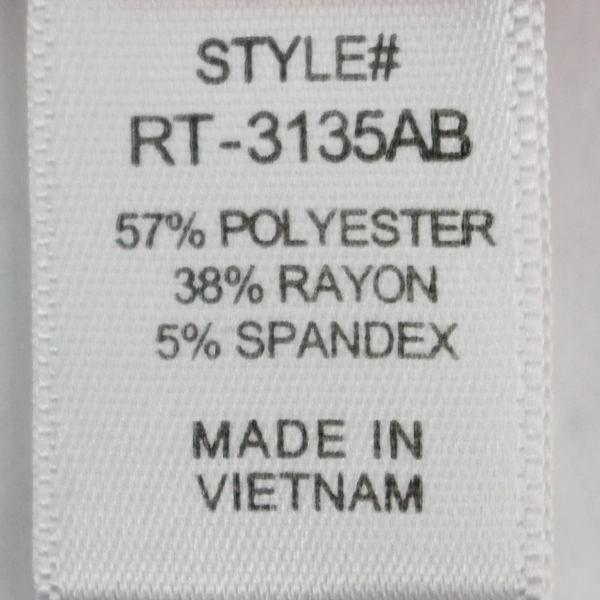 STYLE#
RT-3135AB
57% POLYESTER
38% RAYON
5% SPANDEX
MADE IN
VIETNAM